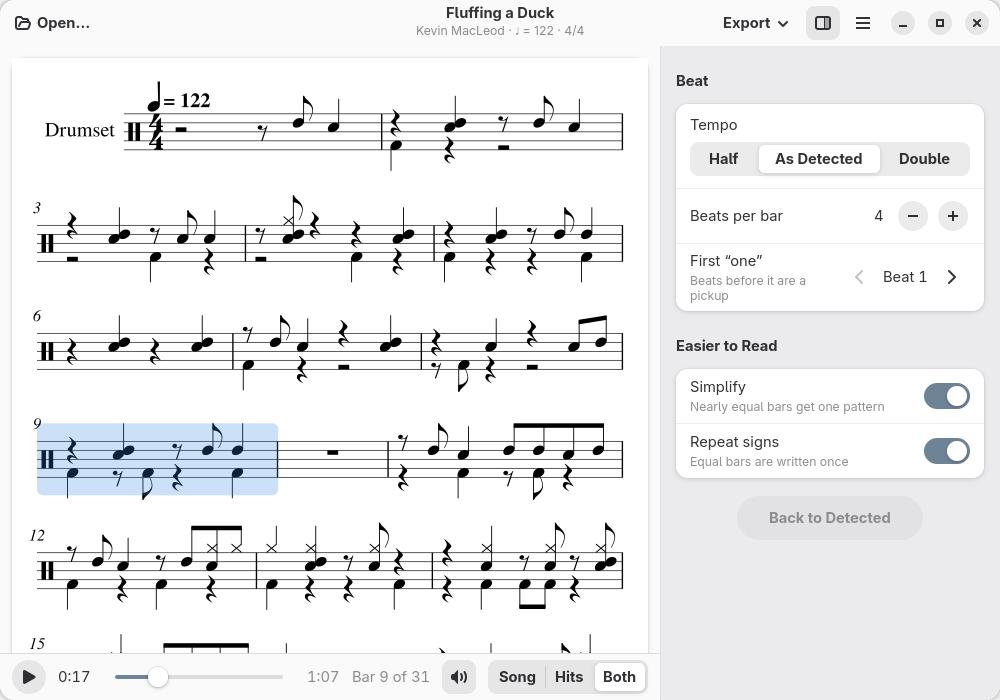 Open...
Fluffing a Duck
Kevin MacLeod · ♩ = 122 · 4/4
Export
♩ = 122
Drumset
4
4
3
6
9
12
15
Beat
Tempo
Half As Detected Double
Beats per bar 4 − +
First “one”
Beats before it are a
pickup
Beat 1
Easier to Read
Simplify
Nearly equal bars get one pattern
Repeat signs
Equal bars are written once
Back to Detected
0:17 1:07 Bar 9 of 31 Song Hits Both